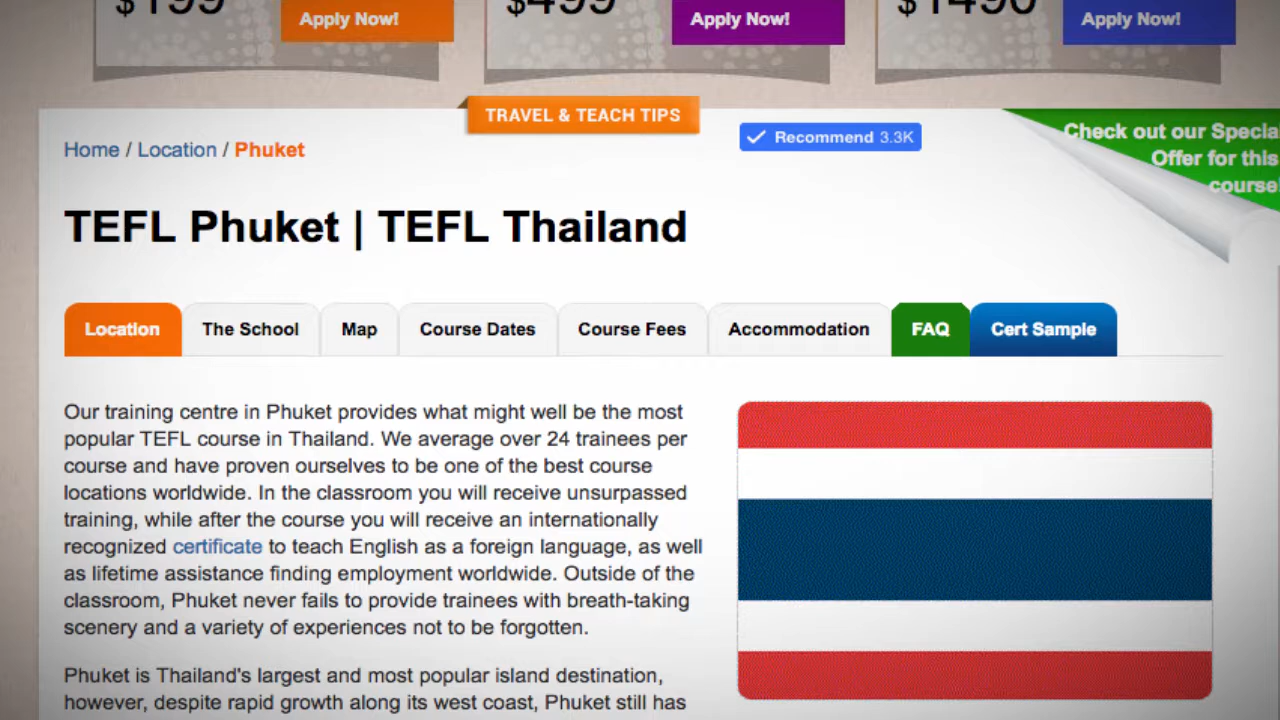 $199
$499
$1490
Apply Now!
Apply Now!
Apply Now!
TRAVEL & TEACH TIPS
Home / Location / Phuket
Recommend 3.3K
Check out our Specia
Offer for this
course!
TEFL Phuket | TEFL Thailand
Location
The School
Map
Course Dates
Course Fees
Accommodation
FAQ
Cert Sample
Our training centre in Phuket provides what might well be the most
popular TEFL course in Thailand. We average over 24 trainees per
course and have proven ourselves to be one of the best course
locations worldwide. In the classroom you will receive unsurpassed
training, while after the course you will receive an internationally
recognized certificate to teach English as a foreign language, as well
as lifetime assistance finding employment worldwide. Outside of the
classroom, Phuket never fails to provide trainees with breath-taking
scenery and a variety of experiences not to be forgotten.
Phuket is Thailand's largest and most popular island destination,
however, despite rapid growth along its west coast, Phuket still has